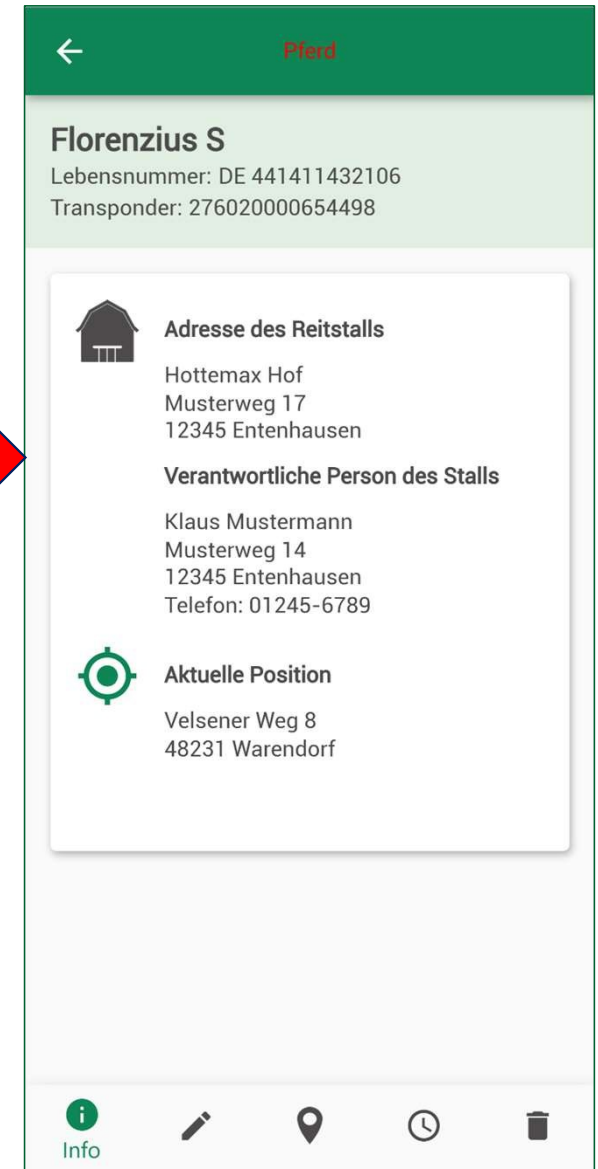 Pferd
Florenzius S
Lebensnummer: DE 441411432106
Transponder: 276020000654498
Adresse des Reitstalls
Hottemax Hof
Musterweg 17
12345 Entenhausen
Verantwortliche Person des Stalls
Klaus Mustermann
Musterweg 14
12345 Entenhausen
Telefon: 01245-6789
Aktuelle Position
Velsener Weg 8
48231 Warendorf
Info